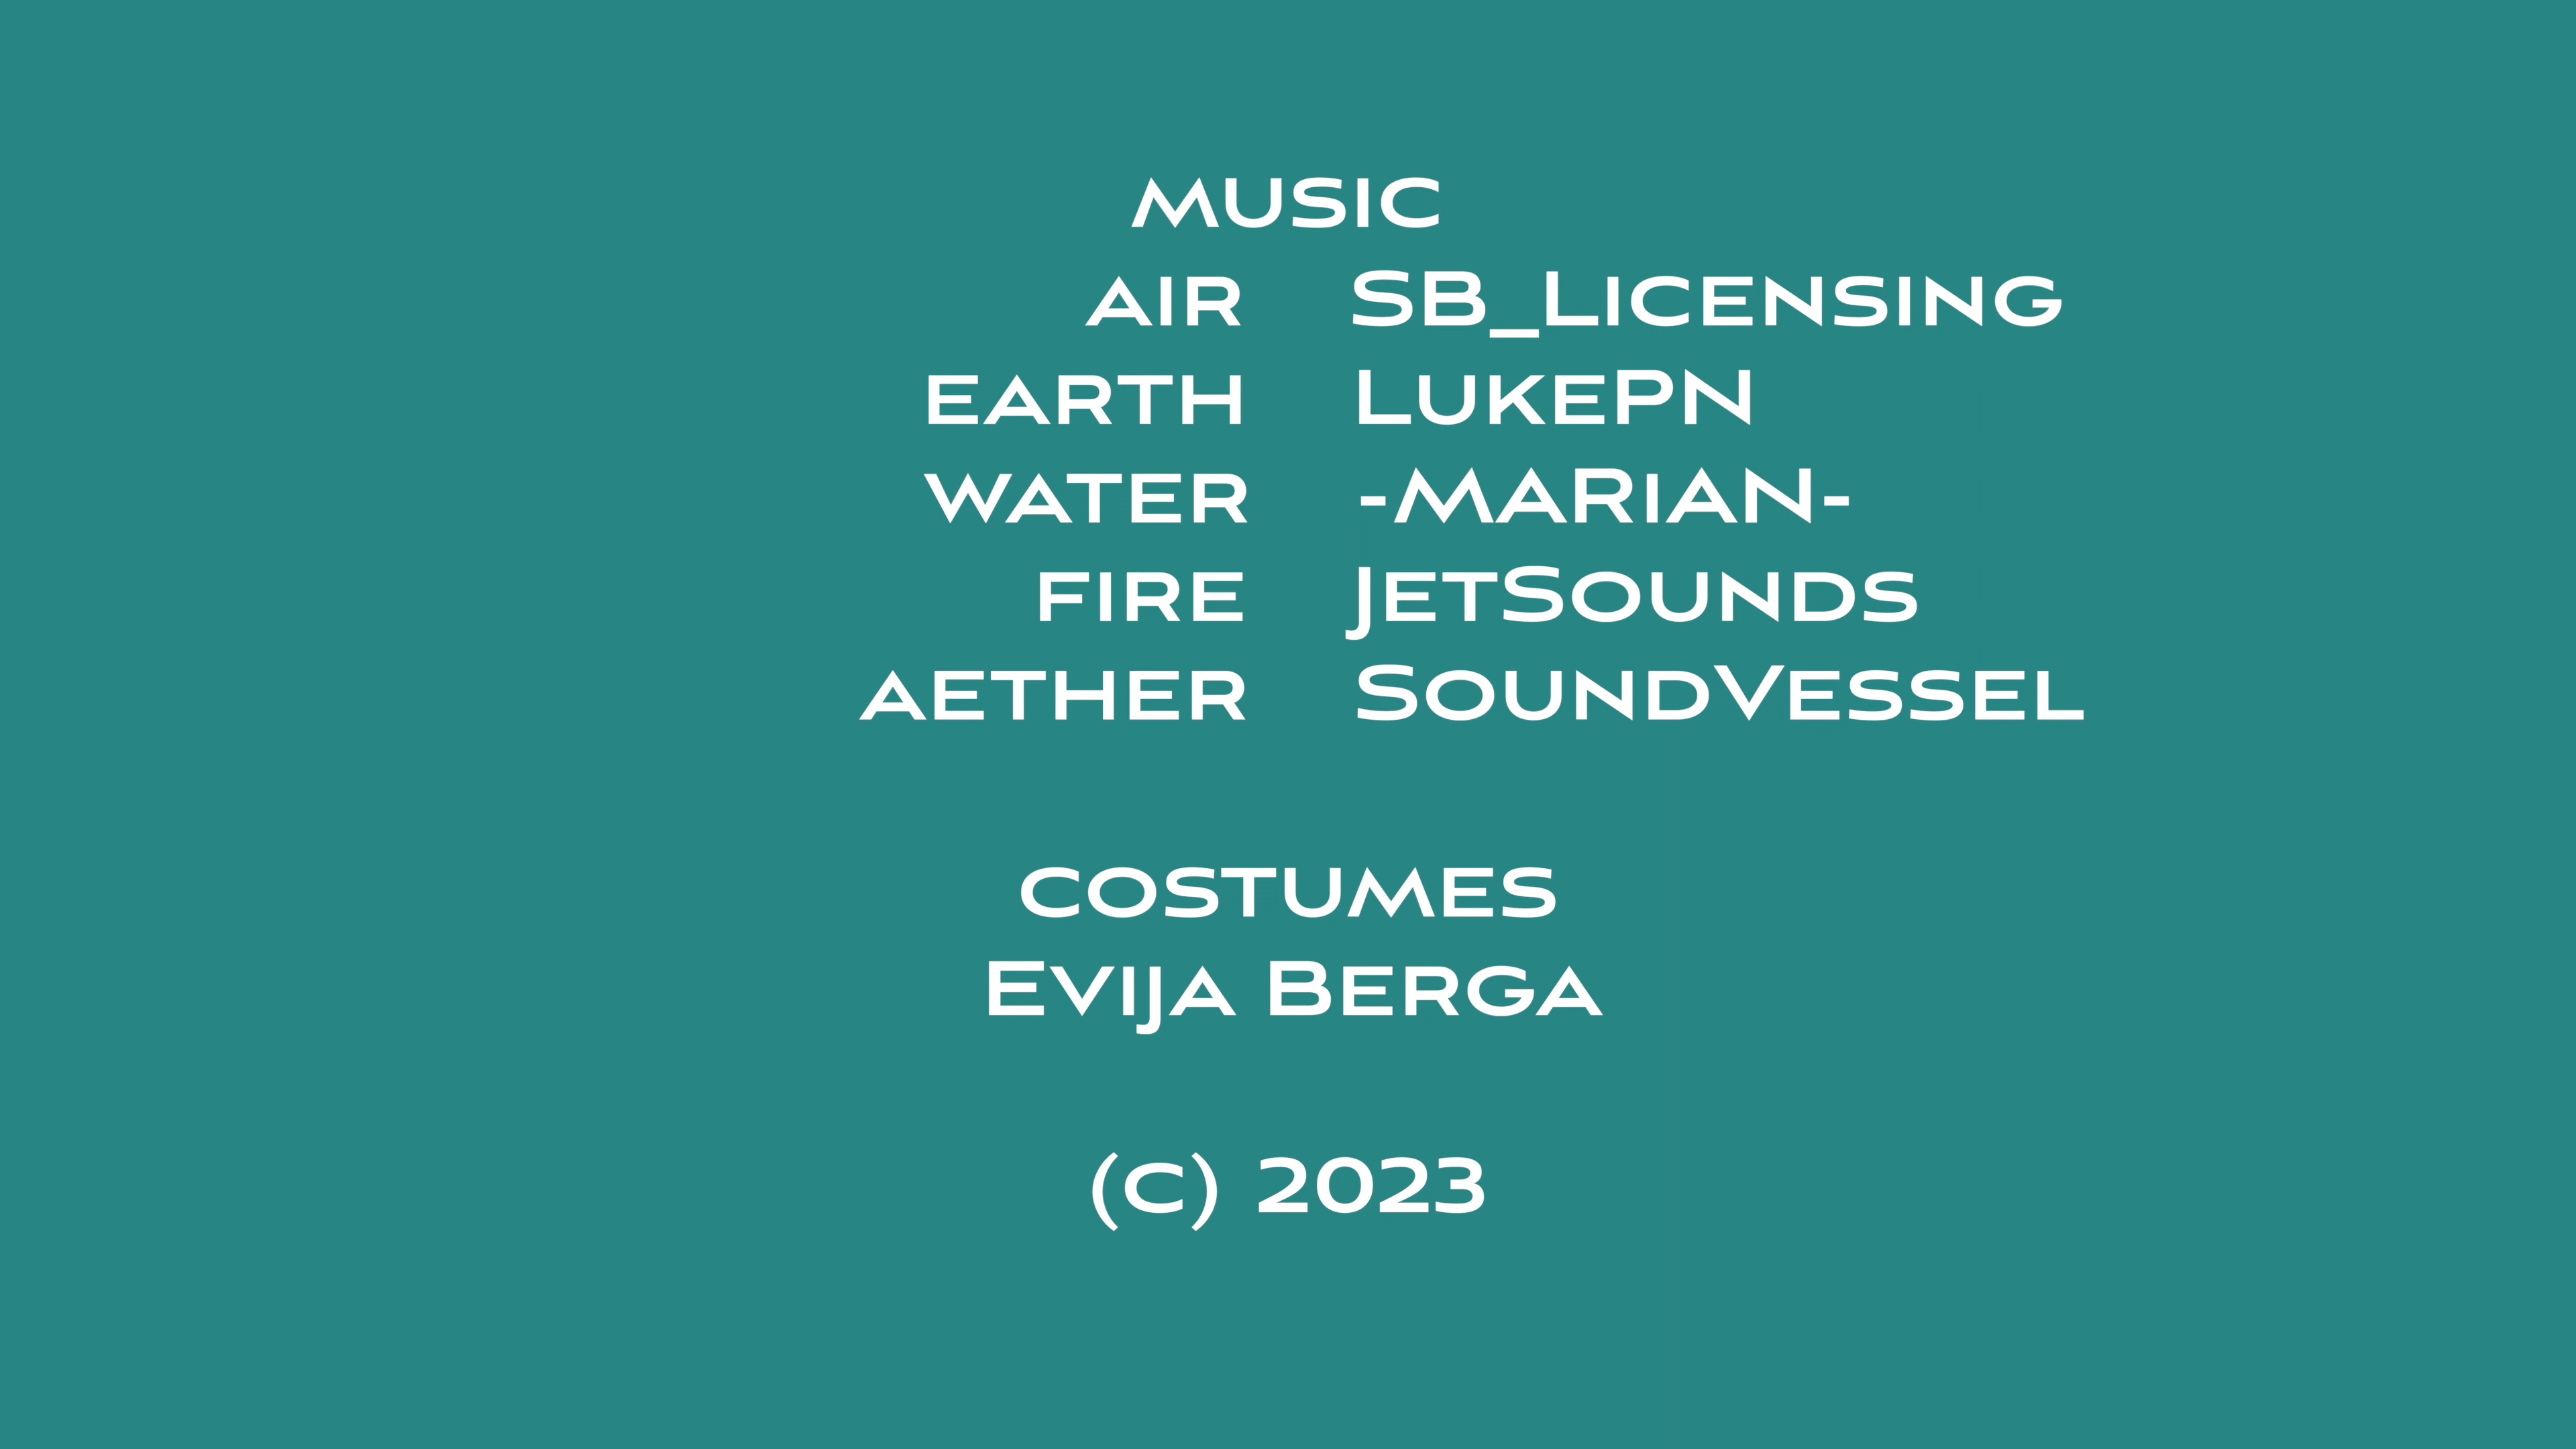 music
air SB_Licensing
earth LukePN
water -MARiAN-
fire JetSounds
aether SoundVessel
costumes
Evija Berga
(c) 2023